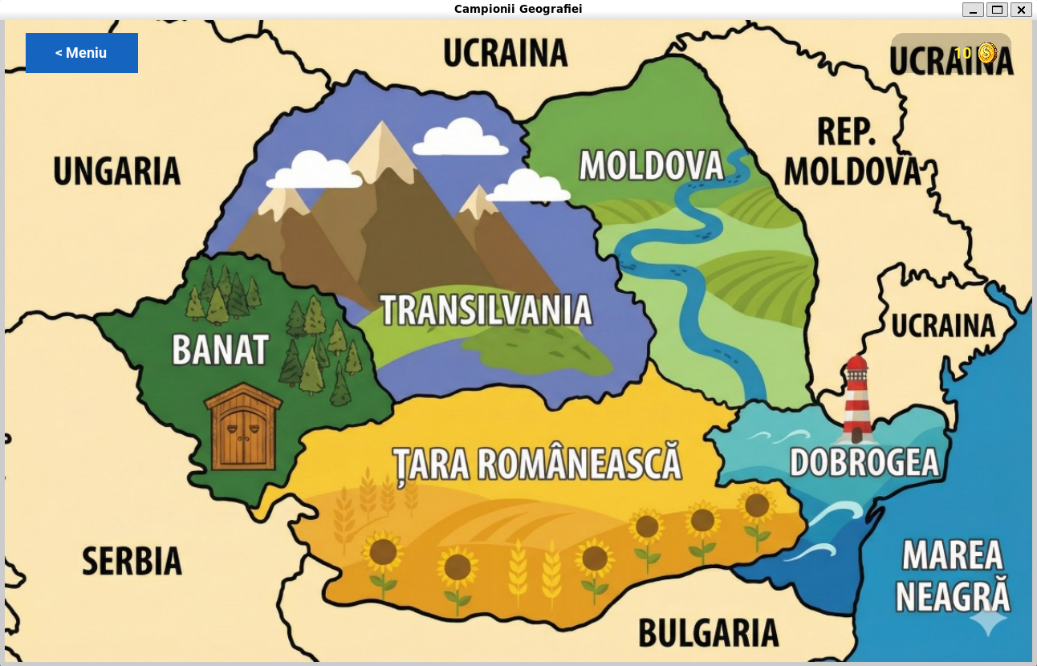 Campionii Geografiei
< Meniu
10
UCRAINA
UCRAINA
REP.
MOLDOVA
UNGARIA
MOLDOVA
TRANSILVANIA
UCRAINA
BANAT
ȚARA ROMÂNEASCĂ
DOBROGEA
SERBIA
MAREA
NEAGRĂ
BULGARIA